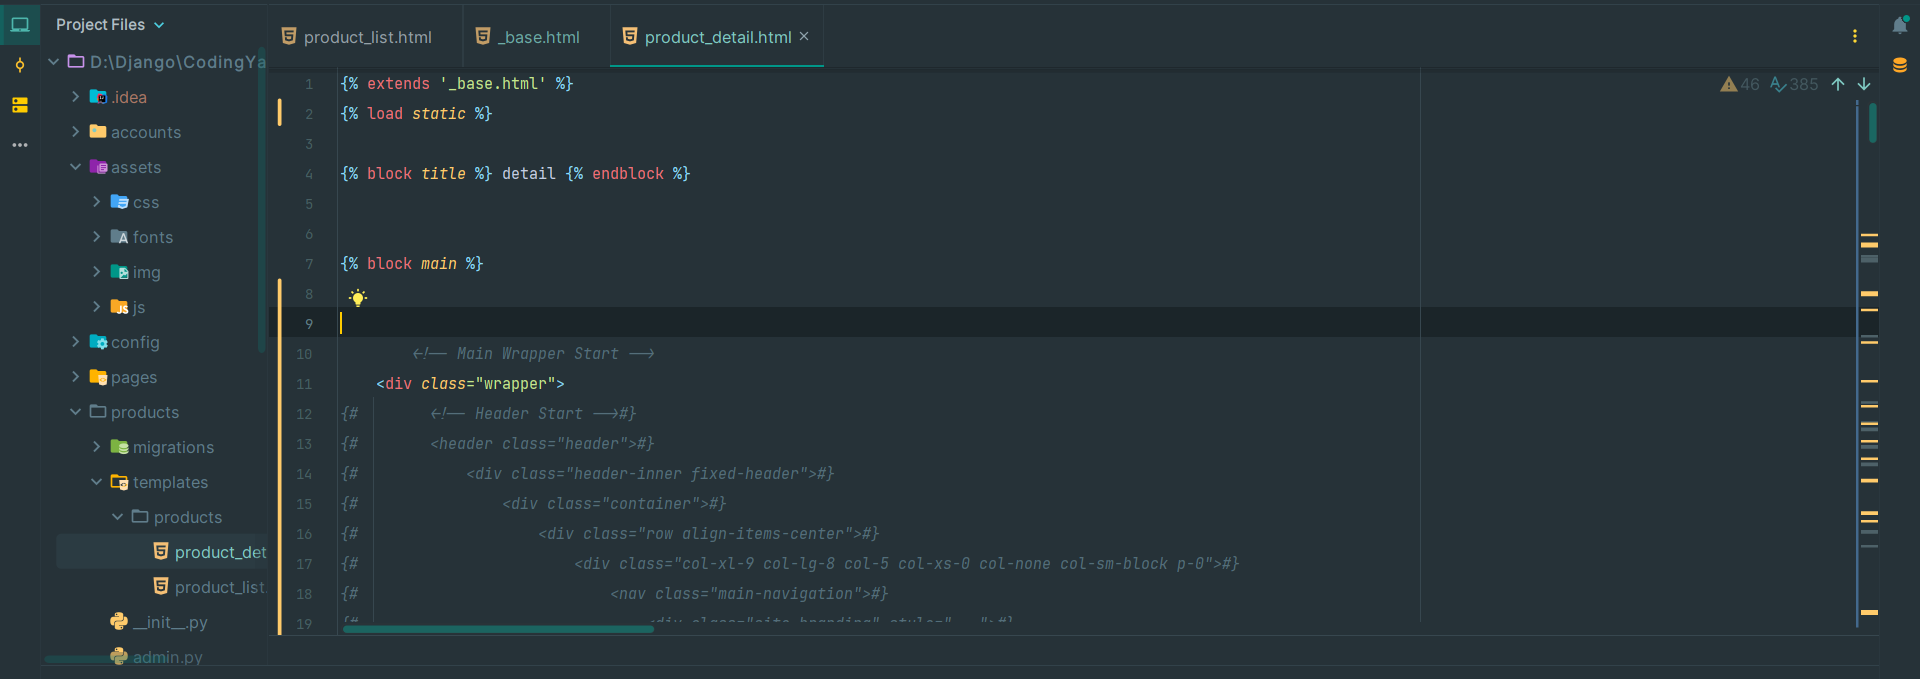 Project Files
D:\Django\CodingYa
.idea
accounts
assets
css
fonts
img
js
config
pages
products
migrations
templates
products
product_det
product_list.
__init__.py
admin.py
product_list.html
_base.html
product_detail.html
46 385
1 {% extends '_base.html' %}
2 {% load static %}
3
4 {% block title %} detail {% endblock %}
5
6
7 {% block main %}
8
9
10 <!-- Main Wrapper Start -->
11 <div class="wrapper">
12 {# <!-- Header Start -->#}
13 {# <header class="header">#}
14 {# <div class="header-inner fixed-header">#}
15 {# <div class="container">#}
16 {# <div class="row align-items-center">#}
17 {# <div class="col-xl-9 col-lg-8 col-5 col-xs-0 col-none col-sm-block p-0">#}
18 {# <nav class="main-navigation">#}
19 {# <div class="site-branding" style="